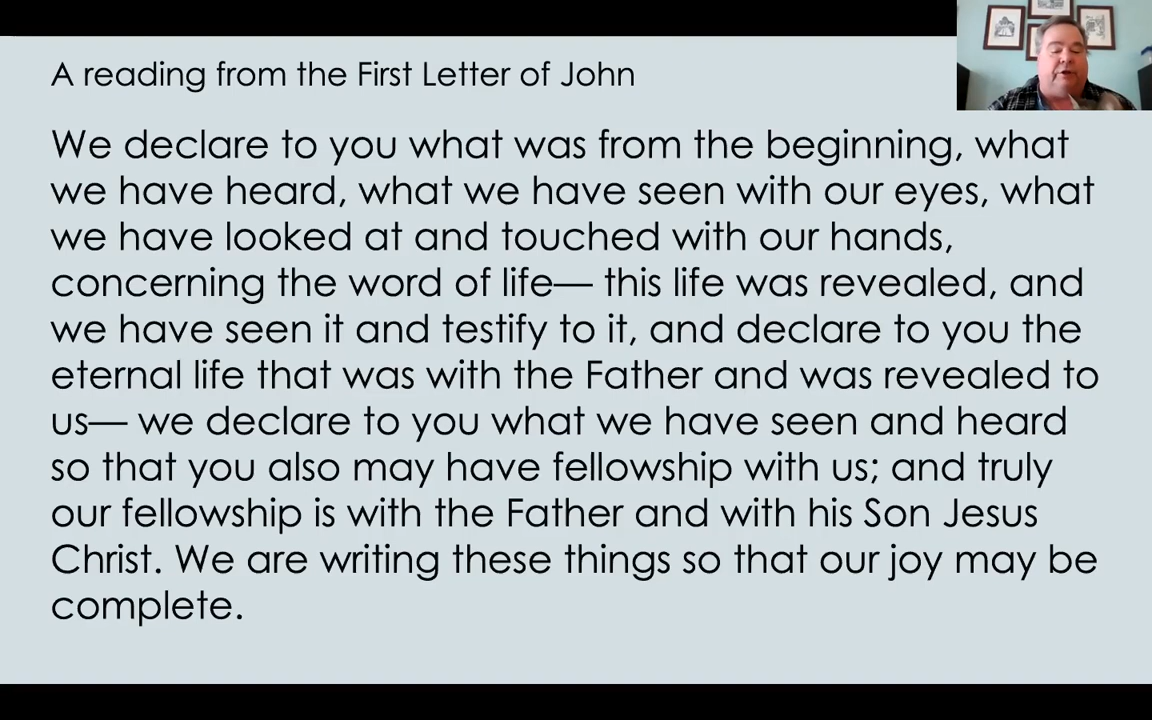 A reading from the First Letter of John
We declare to you what was from the beginning, what
we have heard, what we have seen with our eyes, what
we have looked at and touched with our hands,
concerning the word of life— this life was revealed, and
we have seen it and testify to it, and declare to you the
eternal life that was with the Father and was revealed to
us— we declare to you what we have seen and heard
so that you also may have fellowship with us; and truly
our fellowship is with the Father and with his Son Jesus
Christ. We are writing these things so that our joy may be
complete.